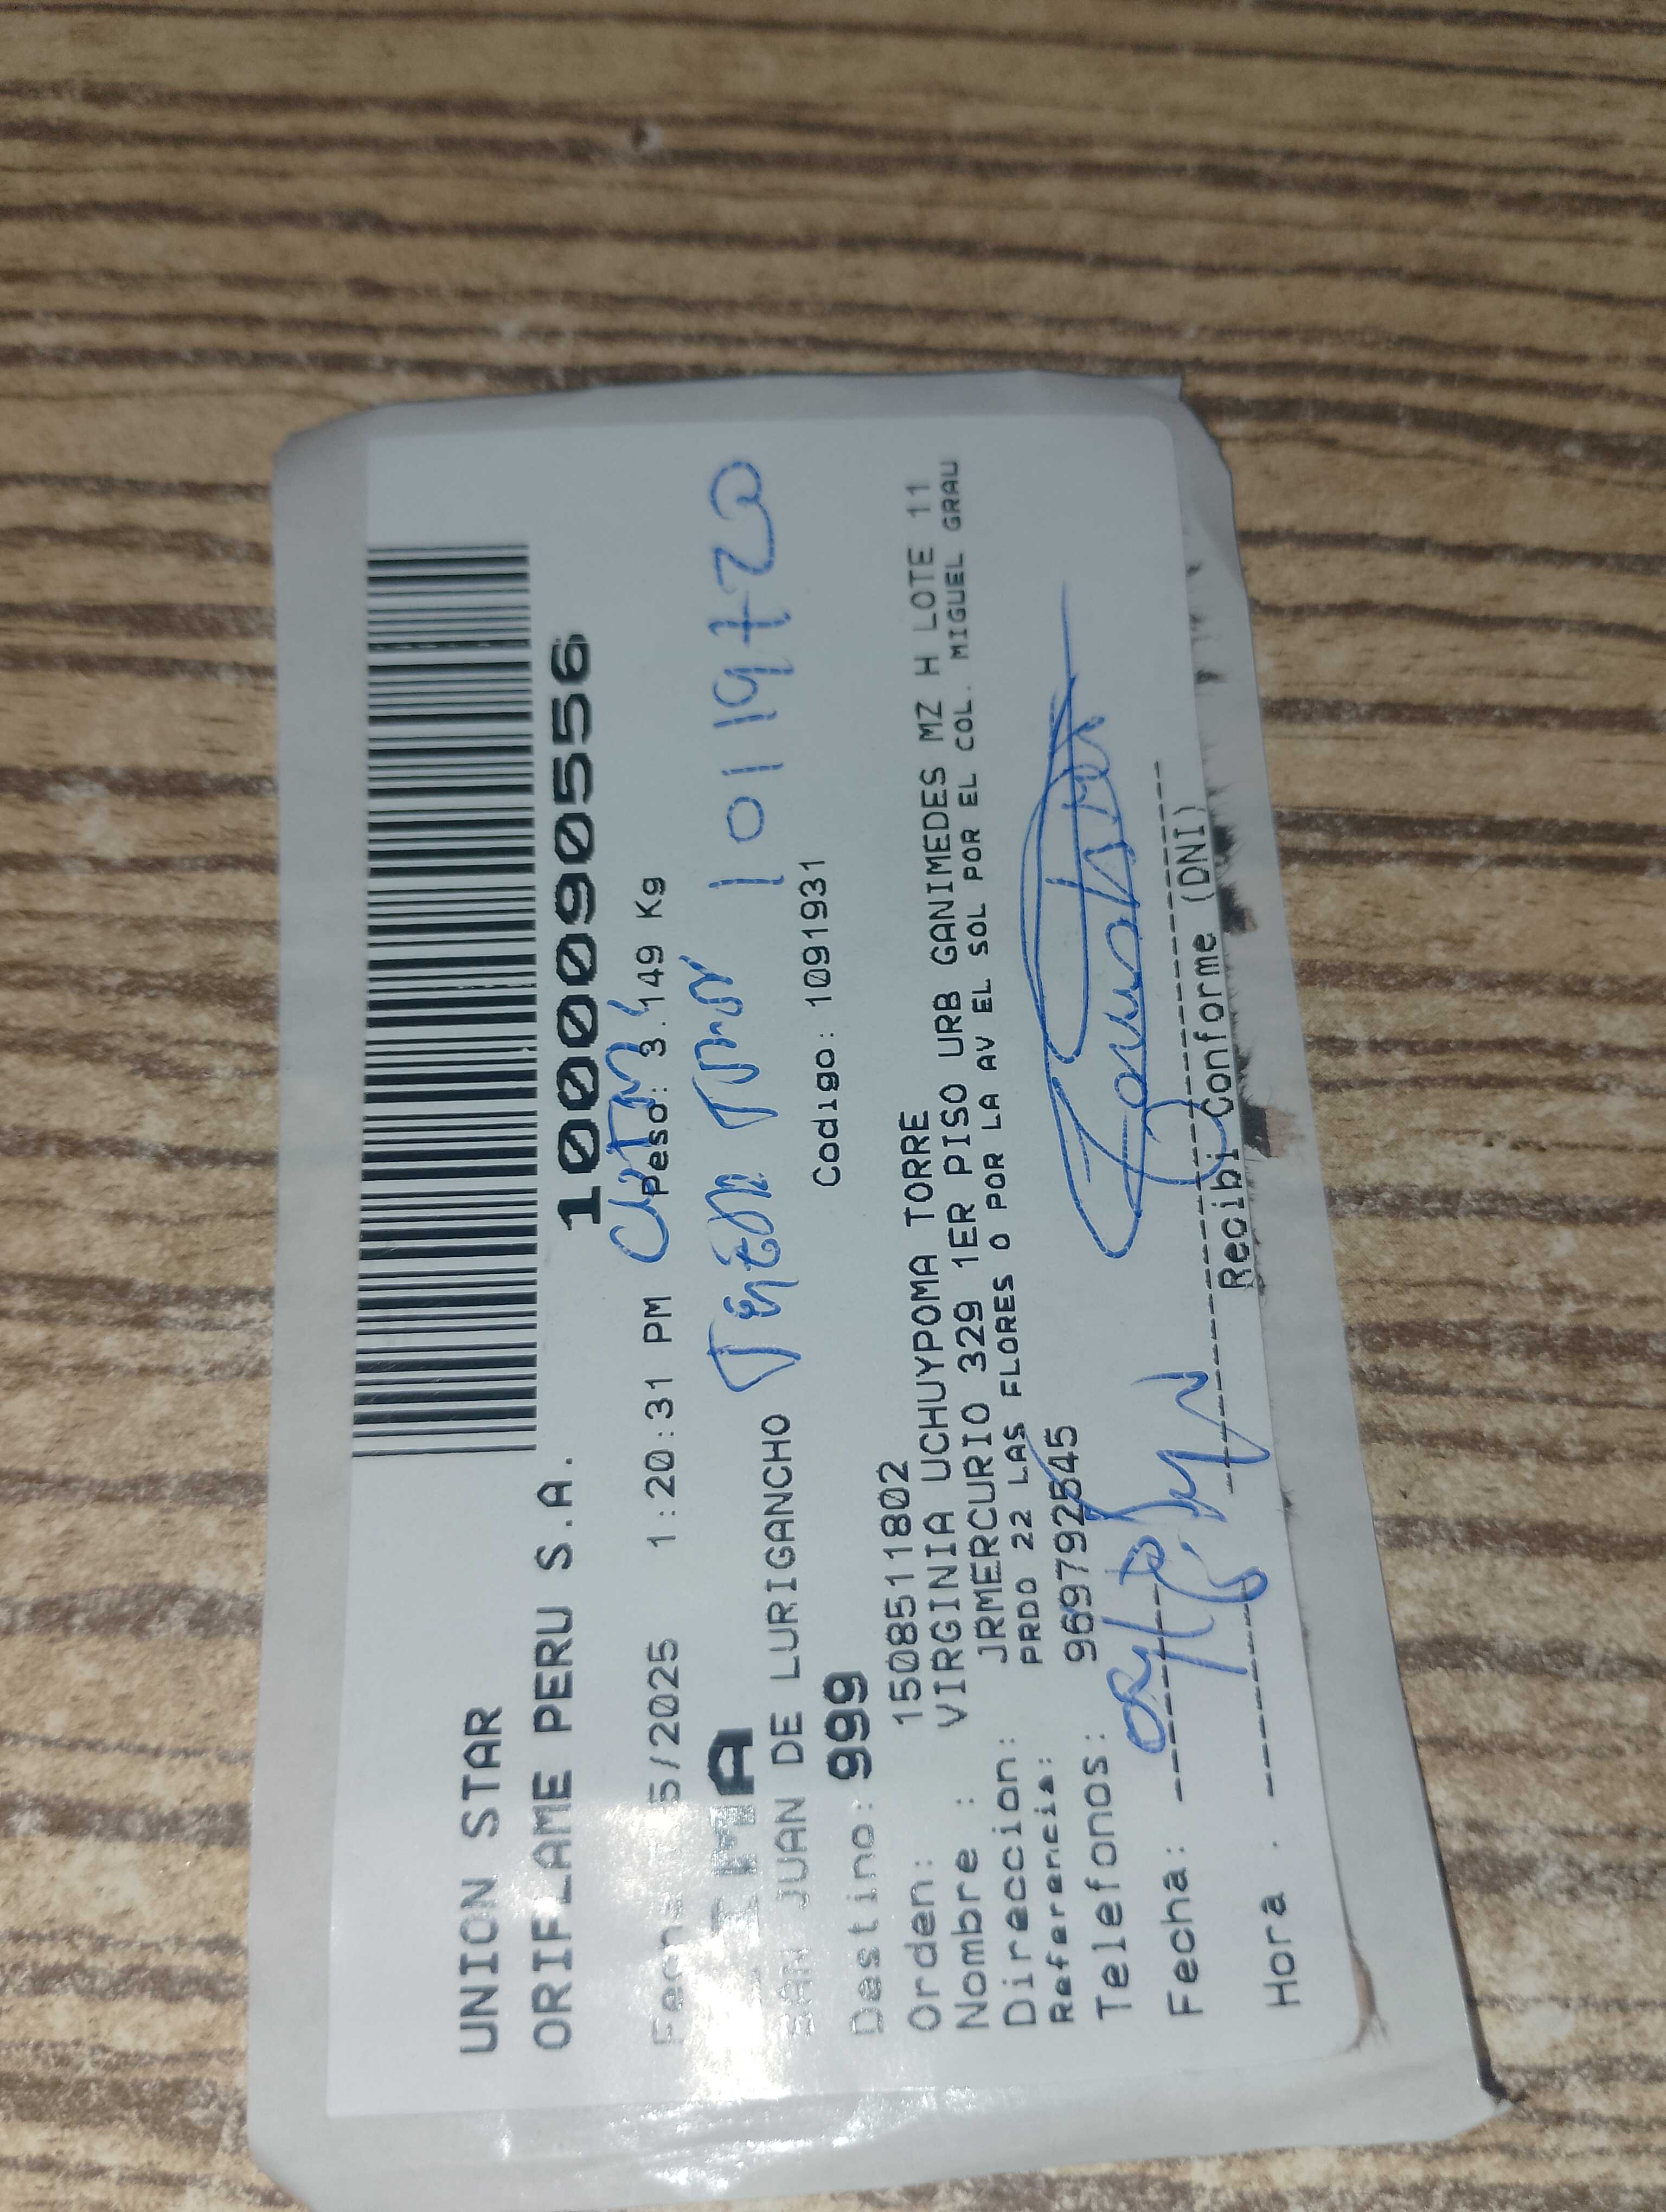 UNION STAR
ORIFLAME PERU S.A.
1000090556
5/2025 1:20:31 PM Peso: 3.149 Kg
LIMA
SAN JUAN DE LURIGANCHO
10119720
Destino: 999 Codigo: 1091931
Orden: 15085111802
Nombre : VIRGINIA UCHUYPOMA TORRE
Direccion: JRMERCURIO 329 1ER PISO URB GANIMEDES MZ H LOTE 11
Referencia: PRDO 22 LAS FLORES O POR LA AV EL SOL POR EL COL. MIGUEL GRAU
Telefonos: 969792545
Fecha:
Hora :
Recibi Conforme (DNI)